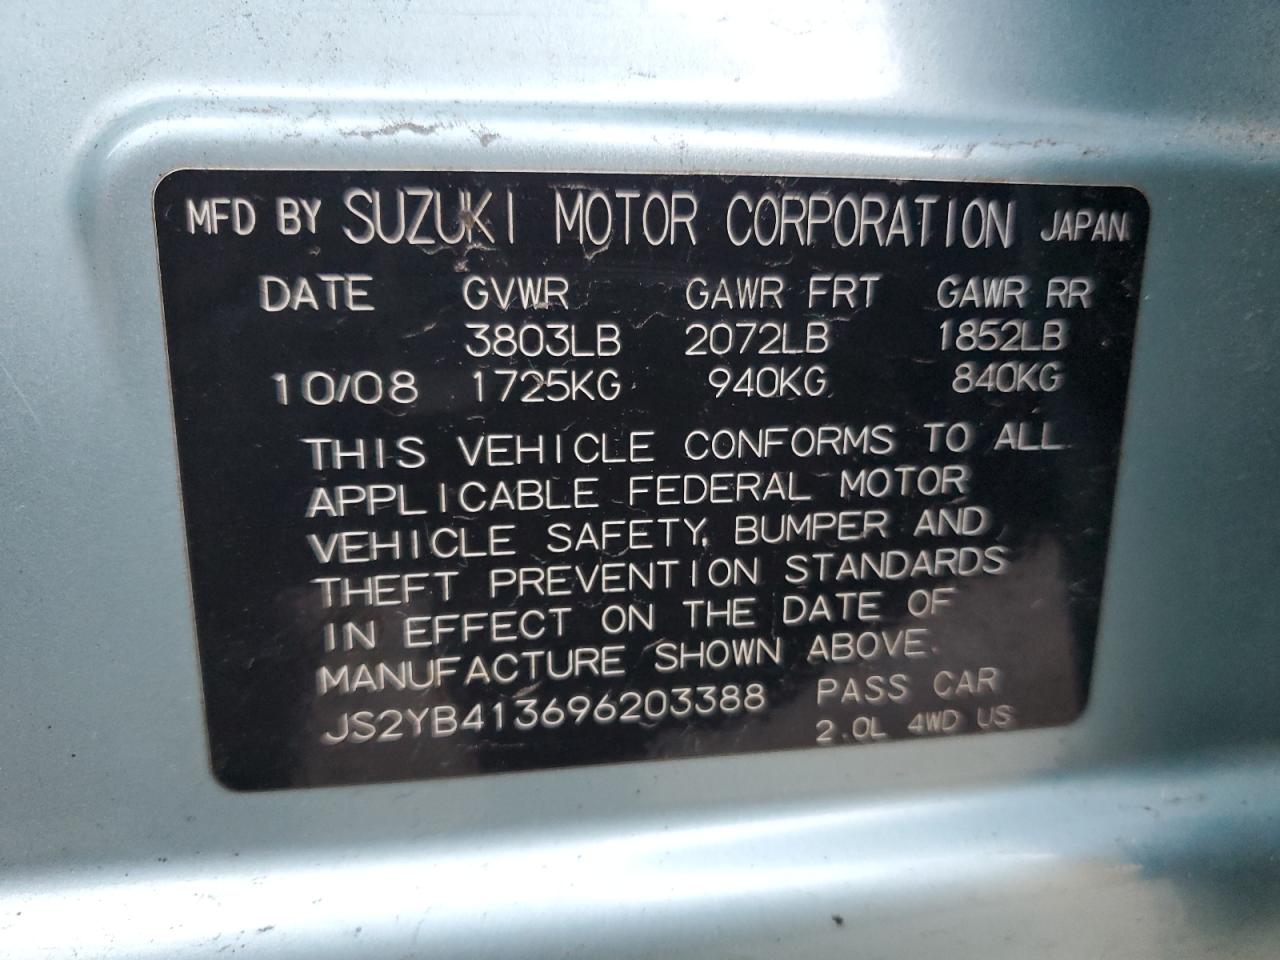 MFD BY SUZUKI MOTOR CORPORATION JAPAN
DATE GVWR GAWR FRT GAWR RR
3803LB 2072LB 1852LB
10/08 1725KG 940KG 840KG
THIS VEHICLE CONFORMS TO ALL
APPLICABLE FEDERAL MOTOR
VEHICLE SAFETY, BUMPER AND
THEFT PREVENTION STANDARDS
IN EFFECT ON THE DATE OF
MANUFACTURE SHOWN ABOVE.
JS2YB413696203388 PASS CAR
2.0L 4WD US